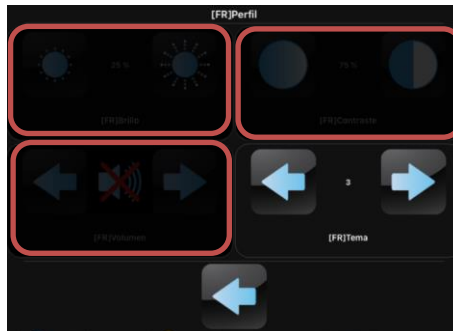 [FR]Perfil
25 %
75 %
[FR]Brillo
[FR]Contraste
3
[FR]Volumen
[FR]Tema